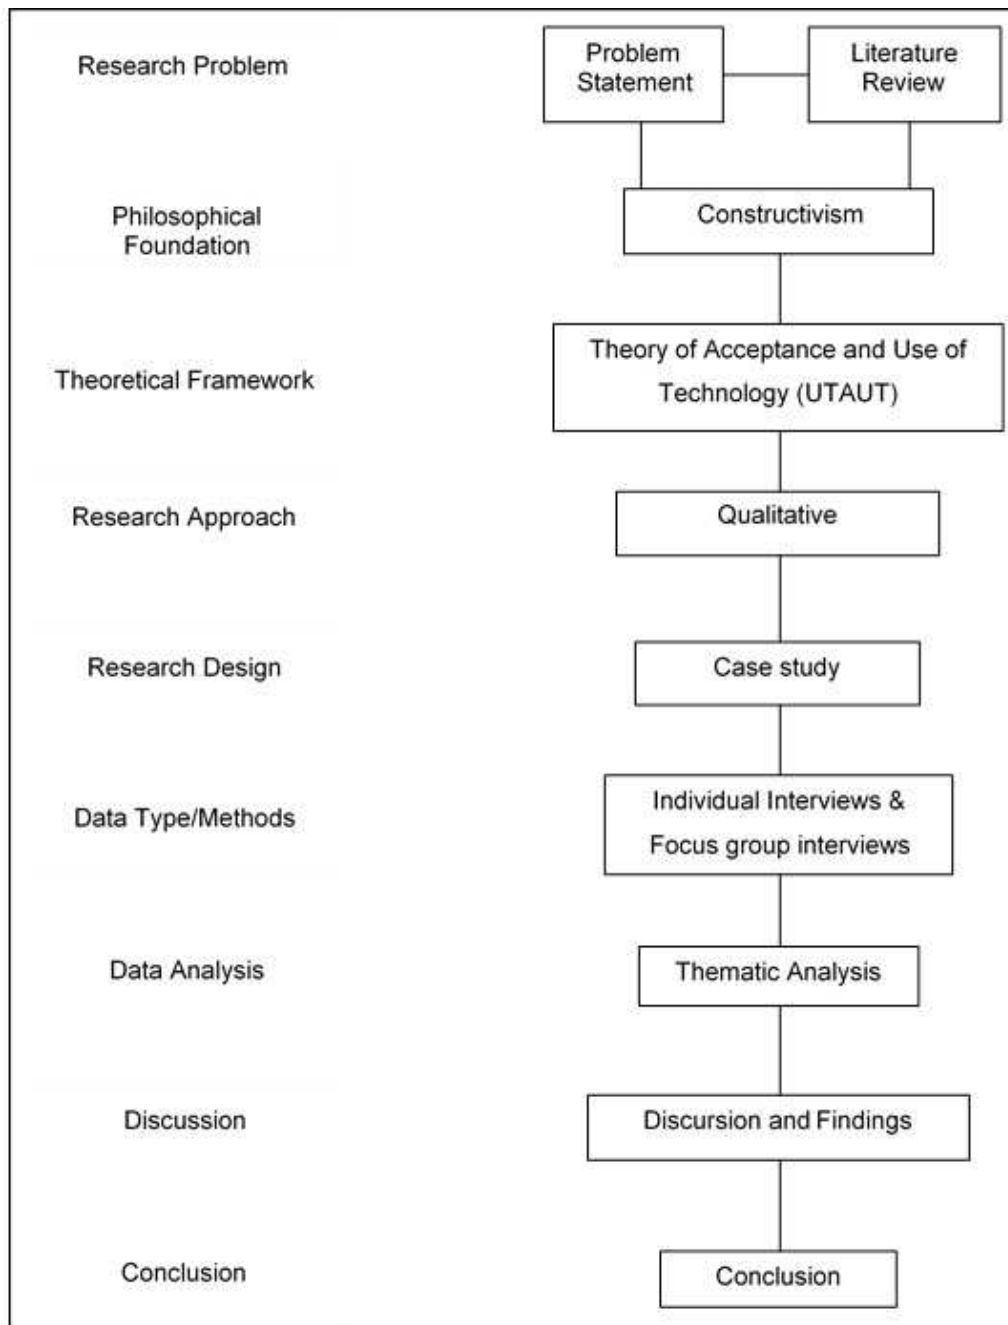 Research Problem
Problem
Statement
Literature
Review
Philosophical
Foundation
Constructivism
Theoretical Framework
Theory of Acceptance and Use of
Technology (UTAUT)
Research Approach
Qualitative
Research Design
Case study
Data Type/Methods
Individual Interviews &
Focus group interviews
Data Analysis
Thematic Analysis
Discussion
Discursion and Findings
Conclusion
Conclusion